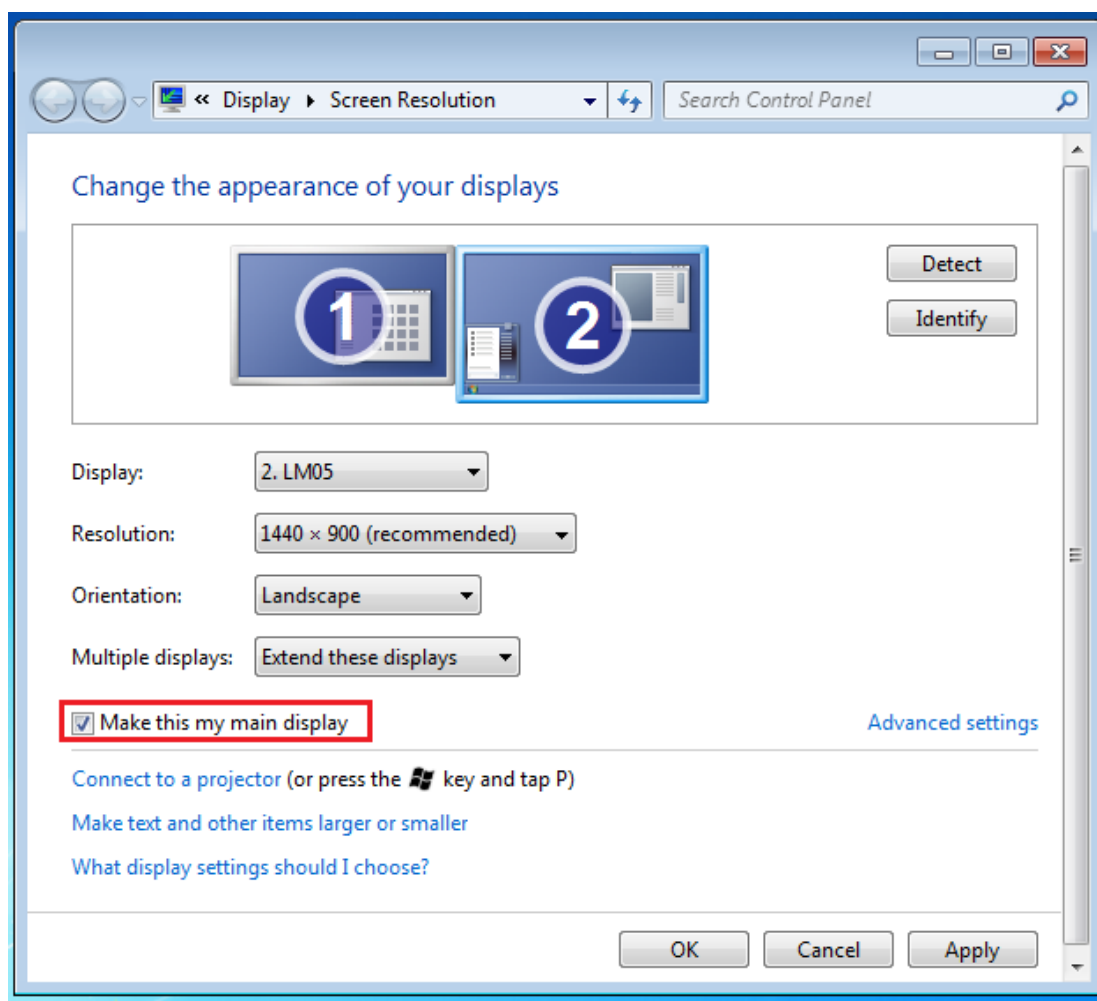 « Display ▸ Screen Resolution Search Control Panel
Change the appearance of your displays
1 2
Detect
Identify
Display: 2. LM05
Resolution: 1440 × 900 (recommended)
Orientation: Landscape
Multiple displays: Extend these displays
Make this my main display Advanced settings
Connect to a projector (or press the key and tap P)
Make text and other items larger or smaller
What display settings should I choose?
OK Cancel Apply